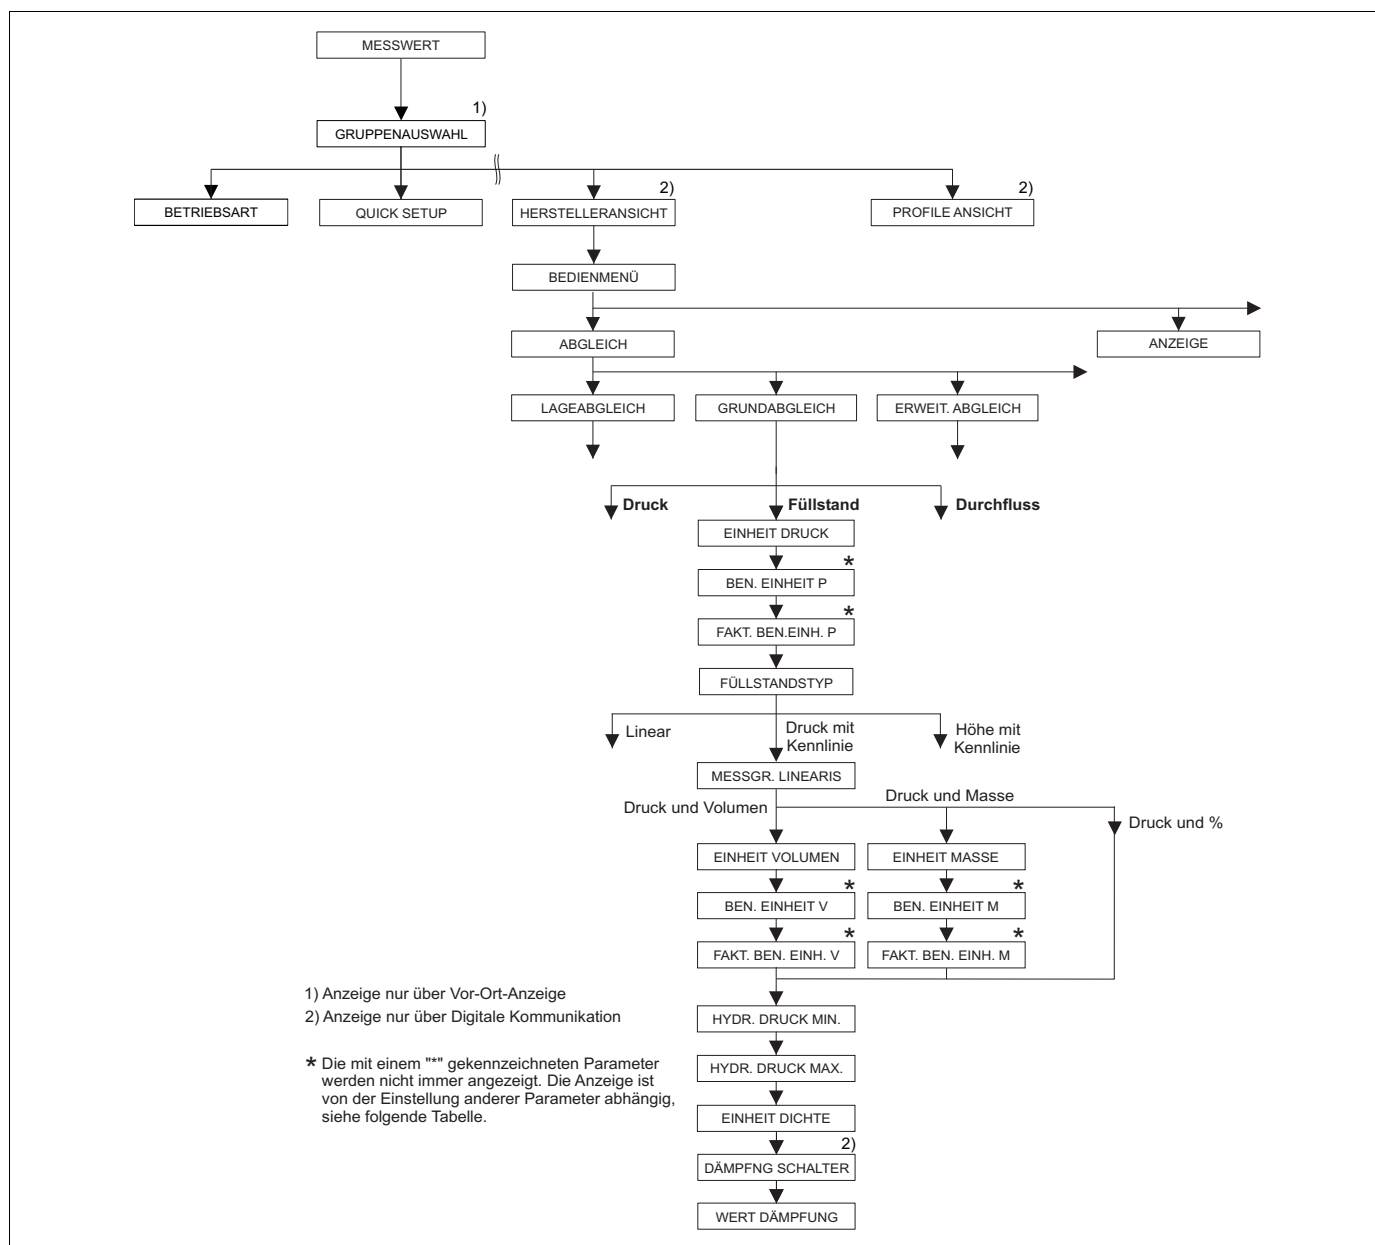 MESSWERT
1)
GRUPPENAUSWAHL
2)
2)
BETRIEBSART
QUICK SETUP
HERSTELLERANSICHT
PROFILE ANSICHT
BEDIENMENÜ
ABGLEICH
ANZEIGE
LAGEABGLEICH
GRUNDABGLEICH
ERWEIT. ABGLEICH
Druck
Füllstand
Durchfluss
EINHEIT DRUCK
*
BEN. EINHEIT P
*
FAKT. BEN.EINH. P
FÜLLSTANDSTYP
Linear
Druck mit
Kennlinie
Höhe mit
Kennlinie
MESSGR. LINEARIS
Druck und Volumen
Druck und Masse
Druck und %
EINHEIT VOLUMEN
EINHEIT MASSE
*
*
BEN. EINHEIT V
BEN. EINHEIT M
*
*
FAKT. BEN. EINH. V
FAKT. BEN. EINH. M
1) Anzeige nur über Vor-Ort-Anzeige
2) Anzeige nur über Digitale Kommunikation
* Die mit einem "*" gekennzeichneten Parameter
werden nicht immer angezeigt. Die Anzeige ist
von der Einstellung anderer Parameter abhängig,
siehe folgende Tabelle.
HYDR. DRUCK MIN.
HYDR. DRUCK MAX.
EINHEIT DICHTE
2)
DÄMPFNG SCHALTER
WERT DÄMPFUNG